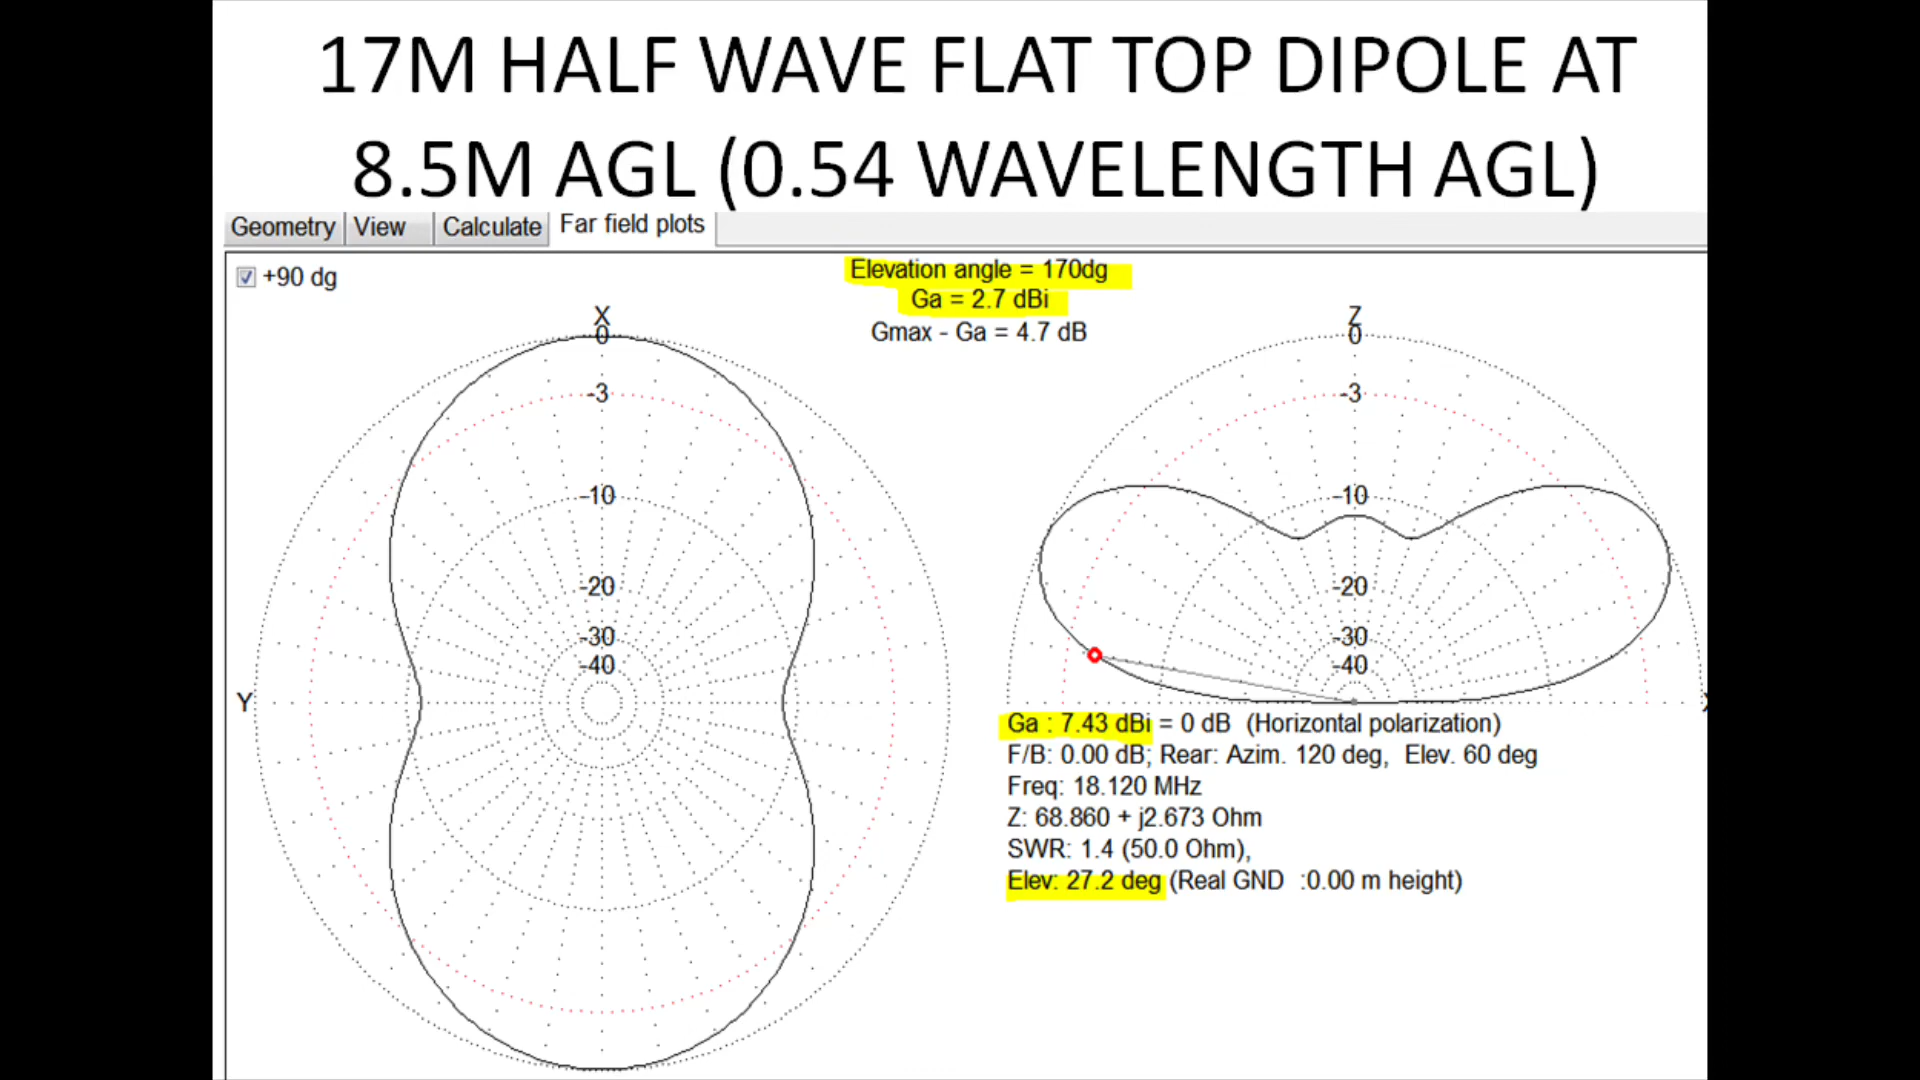 17M HALF WAVE FLAT TOP DIPOLE AT
8.5M AGL (0.54 WAVELENGTH AGL)
Geometry View Calculate Far field plots
+90 dg
Elevation angle = 170dg
Ga = 2.7 dBi
Gmax - Ga = 4.7 dB
X
0
-3
-10
-20
-30
-40
Y
Z
0
-3
-10
-20
-30
-40
Ga : 7.43 dBi = 0 dB (Horizontal polarization)
F/B: 0.00 dB; Rear: Azim. 120 deg, Elev. 60 deg
Freq: 18.120 MHz
Z: 68.860 + j2.673 Ohm
SWR: 1.4 (50.0 Ohm),
Elev: 27.2 deg (Real GND :0.00 m height)